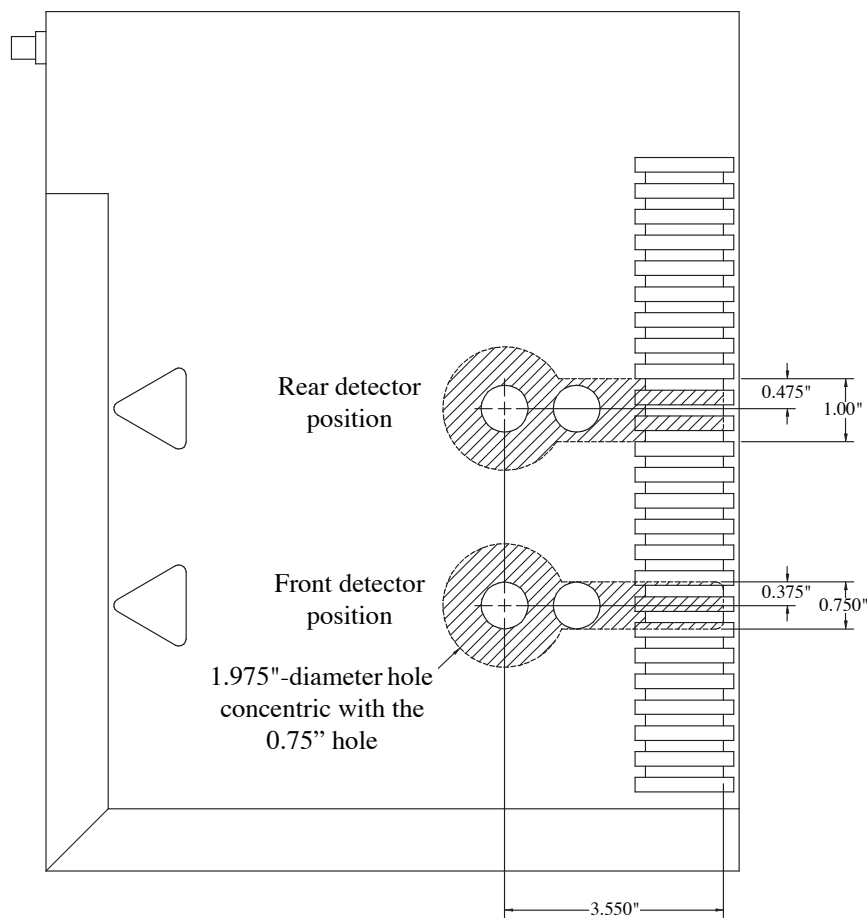 Rear detector
position
0.475"
1.00"
Front detector
position
0.375"
0.750"
1.975"-diameter hole
concentric with the
0.75” hole
3.550"